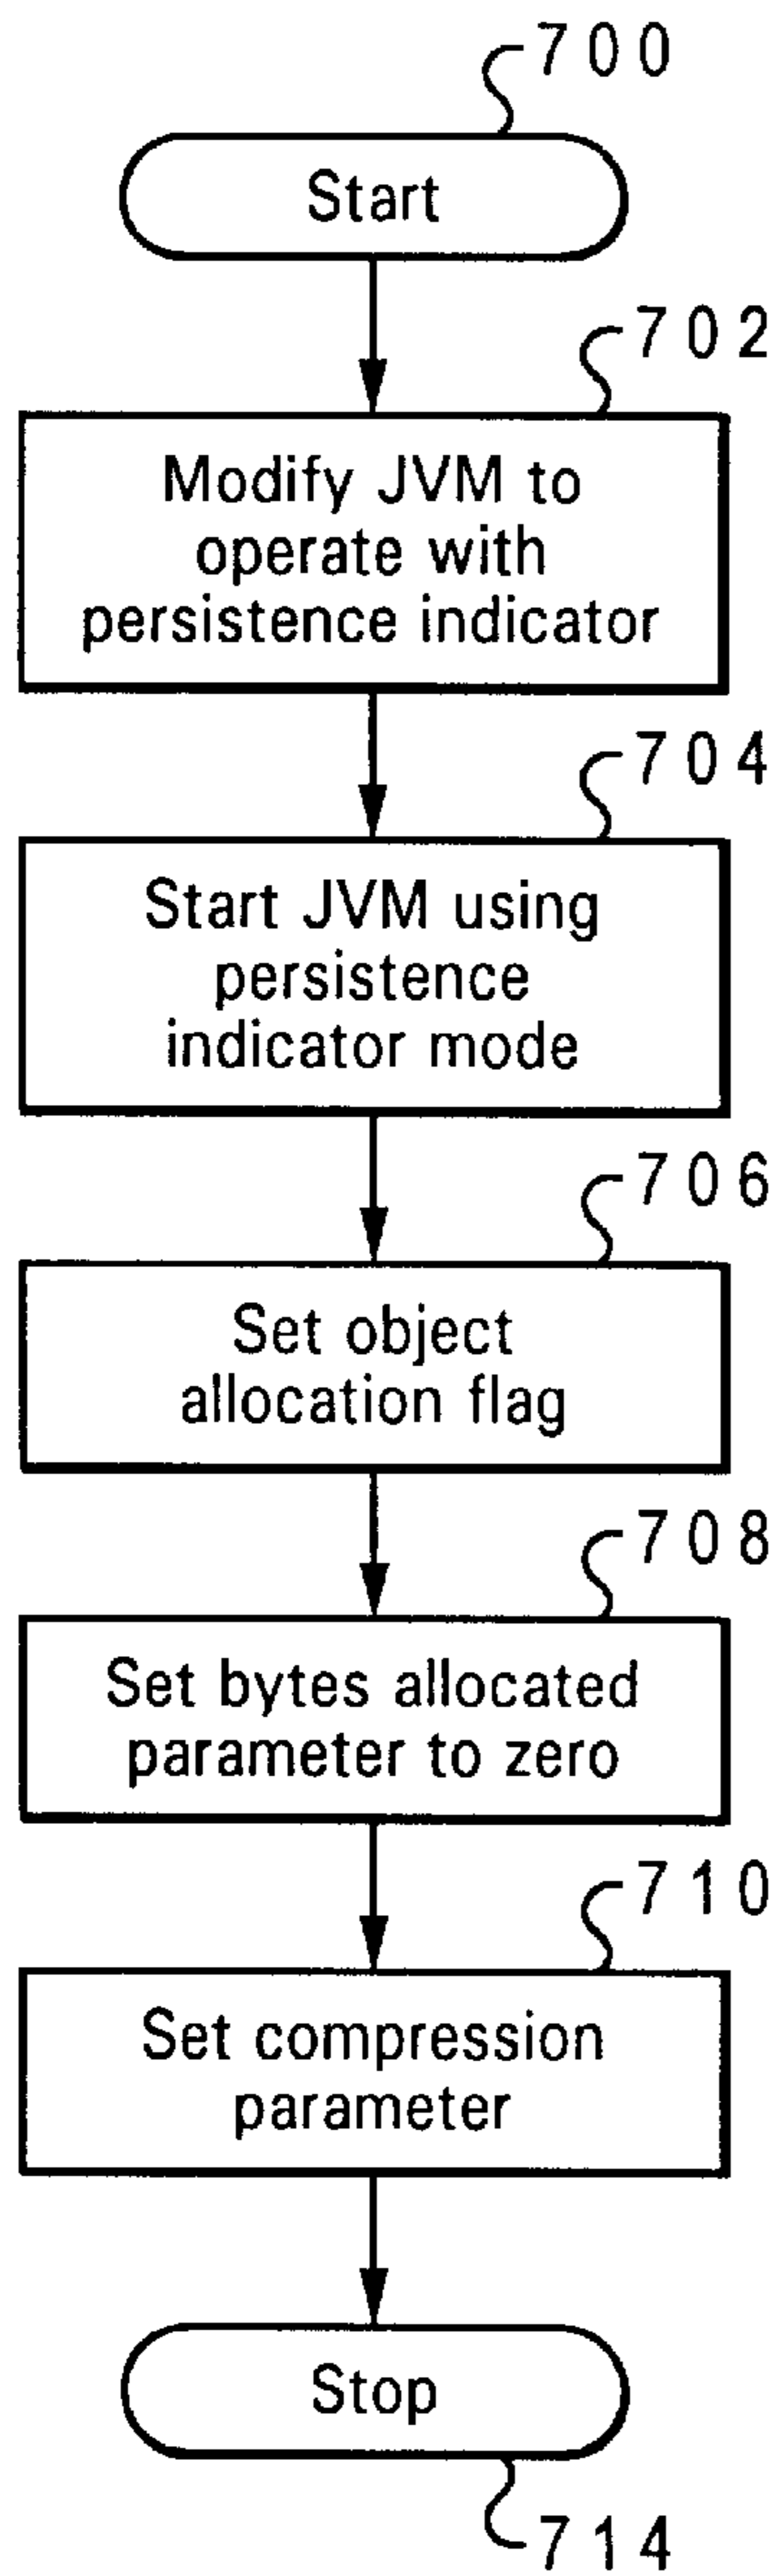 700
Start
702
Modify JVM to
operate with
persistence indicator
704
Start JVM using
persistence
indicator mode
706
Set object
allocation flag
708
Set bytes allocated
parameter to zero
710
Set compression
parameter
Stop
714